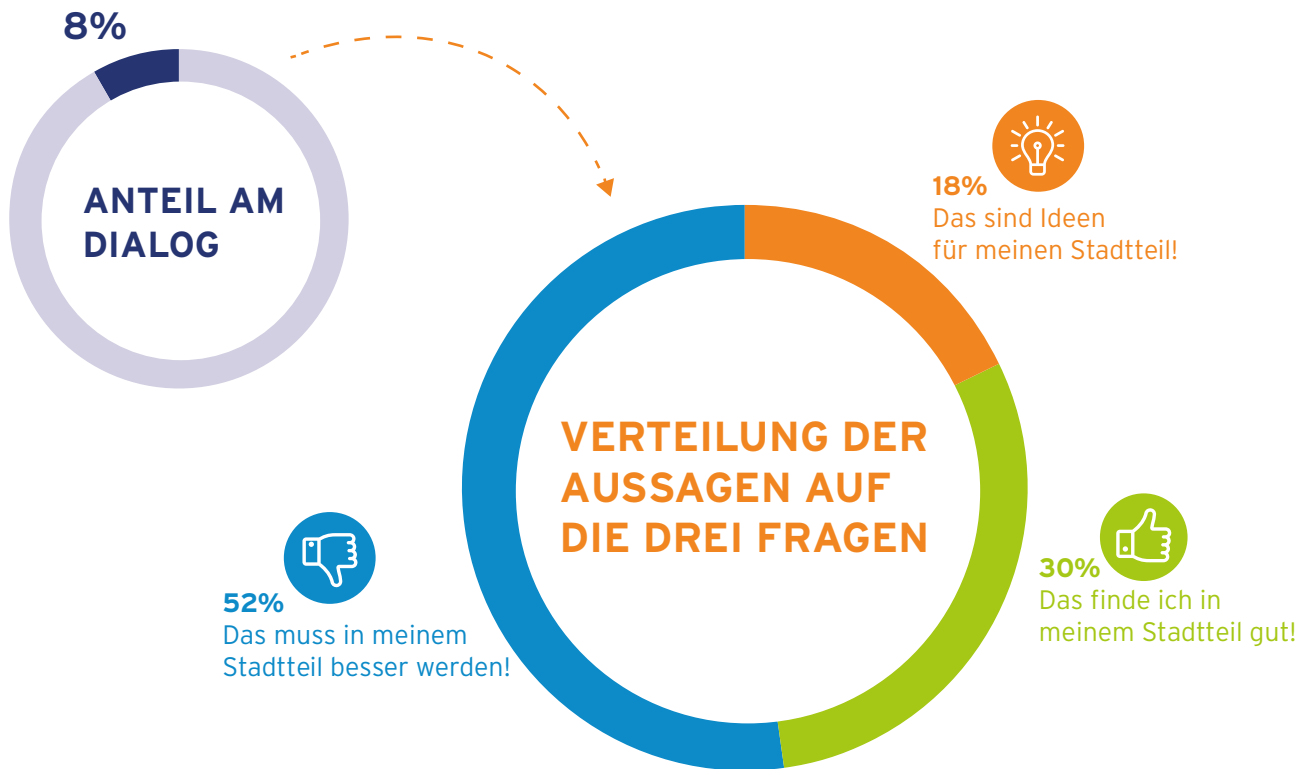 8%
ANTEIL AM
DIALOG
18%
Das sind Ideen
für meinen Stadtteil!
VERTEILUNG DER
AUSSAGEN AUF
DIE DREI FRAGEN
30%
Das finde ich in
meinem Stadtteil gut!
52%
Das muss in meinem
Stadtteil besser werden!